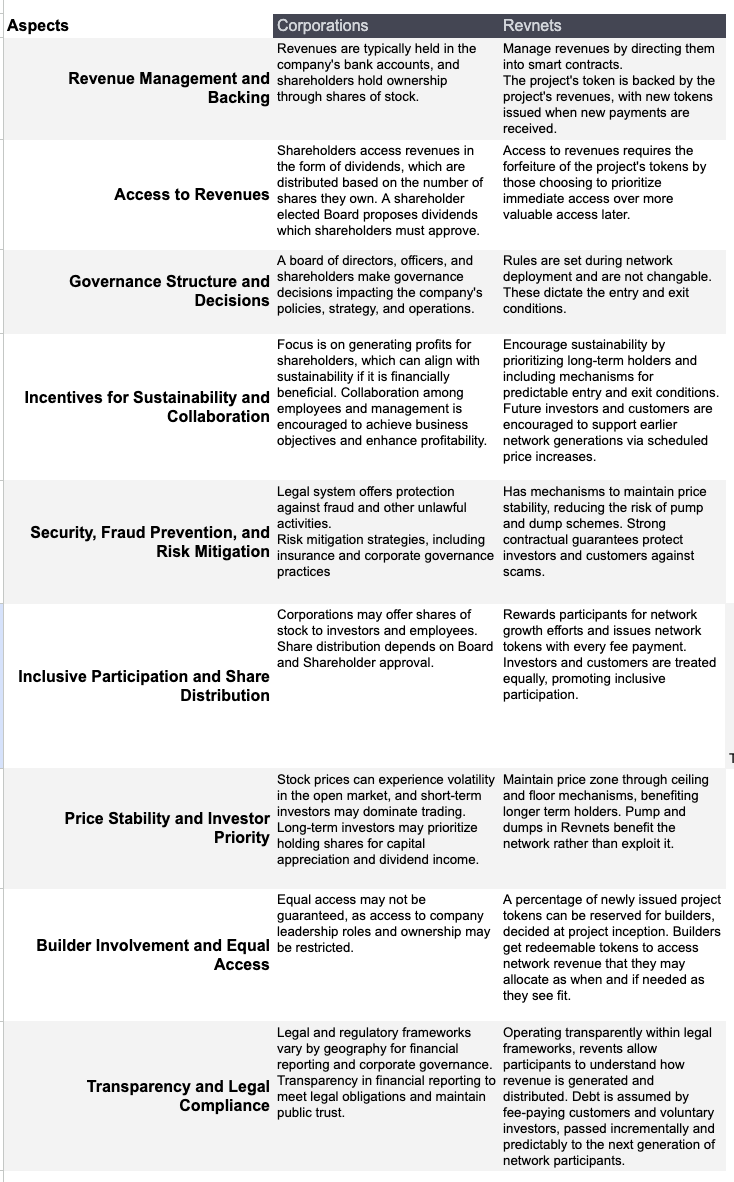 Aspects
Corporations
Revnets
Revenue Management and
Backing
Revenues are typically held in the
company's bank accounts, and
shareholders hold ownership
through shares of stock.
Manage revenues by directing them
into smart contracts.
The project's token is backed by the
project's revenues, with new tokens
issued when new payments are
received.
Access to Revenues
Shareholders access revenues in
the form of dividends, which are
distributed based on the number of
shares they own. A shareholder
elected Board proposes dividends
which shareholders must approve.
Access to revenues requires the
forfeiture of the project's tokens by
those choosing to prioritize
immediate access over more
valuable access later.
Governance Structure and
Decisions
A board of directors, officers, and
shareholders make governance
decisions impacting the company's
policies, strategy, and operations.
Rules are set during network
deployment and are not changable.
These dictate the entry and exit
conditions.
Incentives for Sustainability and
Collaboration
Focus is on generating profits for
shareholders, which can align with
sustainability if it is financially
beneficial. Collaboration among
employees and management is
encouraged to achieve business
objectives and enhance profitability.
Encourage sustainability by
prioritizing long-term holders and
including mechanisms for
predictable entry and exit conditions.
Future investors and customers are
encouraged to support earlier
network generations via scheduled
price increases.
Security, Fraud Prevention, and
Risk Mitigation
Legal system offers protection
against fraud and other unlawful
activities.
Risk mitigation strategies, including
insurance and corporate governance
practices
Has mechanisms to maintain price
stability, reducing the risk of pump
and dump schemes. Strong
contractual guarantees protect
investors and customers against
scams.
Inclusive Participation and Share
Distribution
Corporations may offer shares of
stock to investors and employees.
Share distribution depends on Board
and Shareholder approval.
Rewards participants for network
growth efforts and issues network
tokens with every fee payment.
Investors and customers are treated
equally, promoting inclusive
participation.
Price Stability and Investor
Priority
Stock prices can experience volatility
in the open market, and short-term
investors may dominate trading.
Long-term investors may prioritize
holding shares for capital
appreciation and dividend income.
Maintain price zone through ceiling
and floor mechanisms, benefiting
longer term holders. Pump and
dumps in Revnets benefit the
network rather than exploit it.
Builder Involvement and Equal
Access
Equal access may not be
guaranteed, as access to company
leadership roles and ownership may
be restricted.
A percentage of newly issued project
tokens can be reserved for builders,
decided at project inception. Builders
get redeemable tokens to access
network revenue that they may
allocate as when and if needed as
they see fit.
Transparency and Legal
Compliance
Legal and regulatory frameworks
vary by geography for financial
reporting and corporate governance.
Transparency in financial reporting to
meet legal obligations and maintain
public trust.
Operating transparently within legal
frameworks, revents allow
participants to understand how
revenue is generated and
distributed. Debt is assumed by
fee-paying customers and voluntary
investors, passed incrementally and
predictably to the next generation of
network participants.